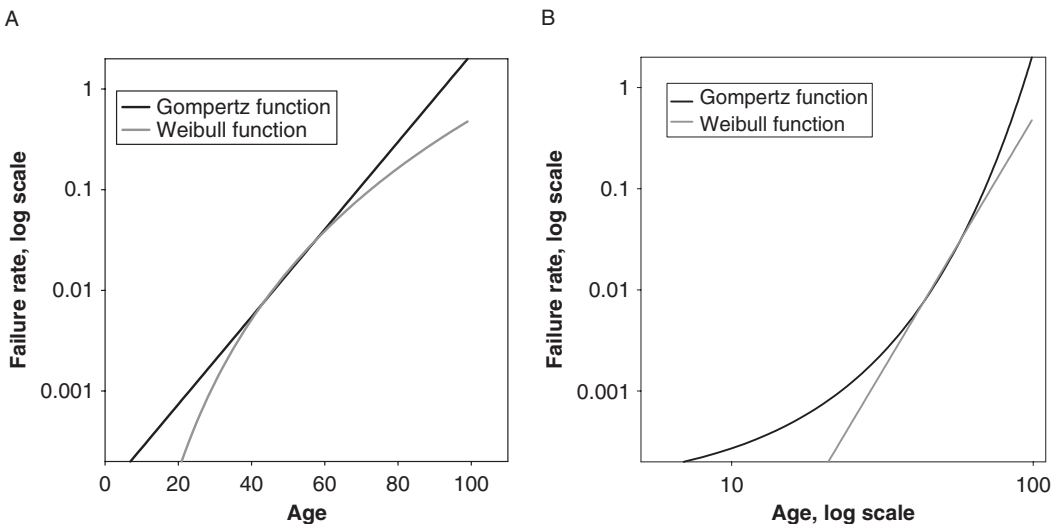 A
Failure rate, log scale
1
0.1
0.01
0.001
Gompertz function
Weibull function
0
20
40
60
80
100
Age
B
Failure rate, log scale
1
0.1
0.01
0.001
Gompertz function
Weibull function
10
100
Age, log scale